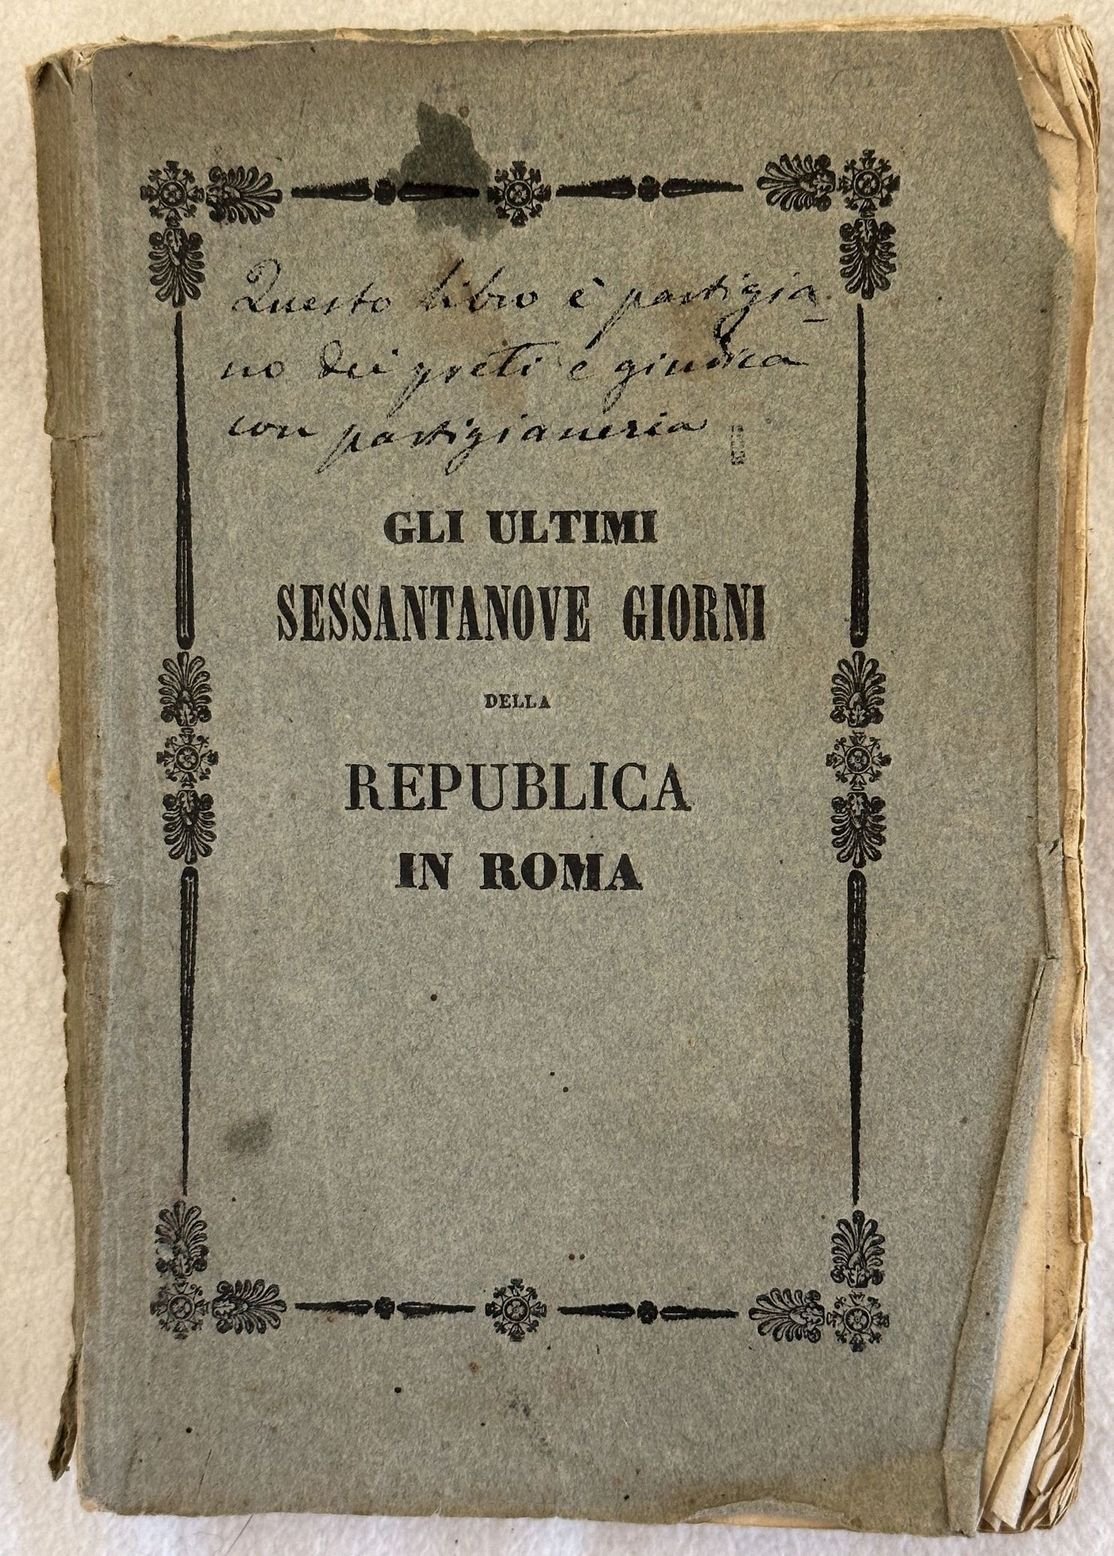 Questo libro è partigia
no dei preti e giudica
con partigianeria
GLI ULTIMI
SESSANTANOVE GIORNI
DELLA
REPUBLICA
IN ROMA